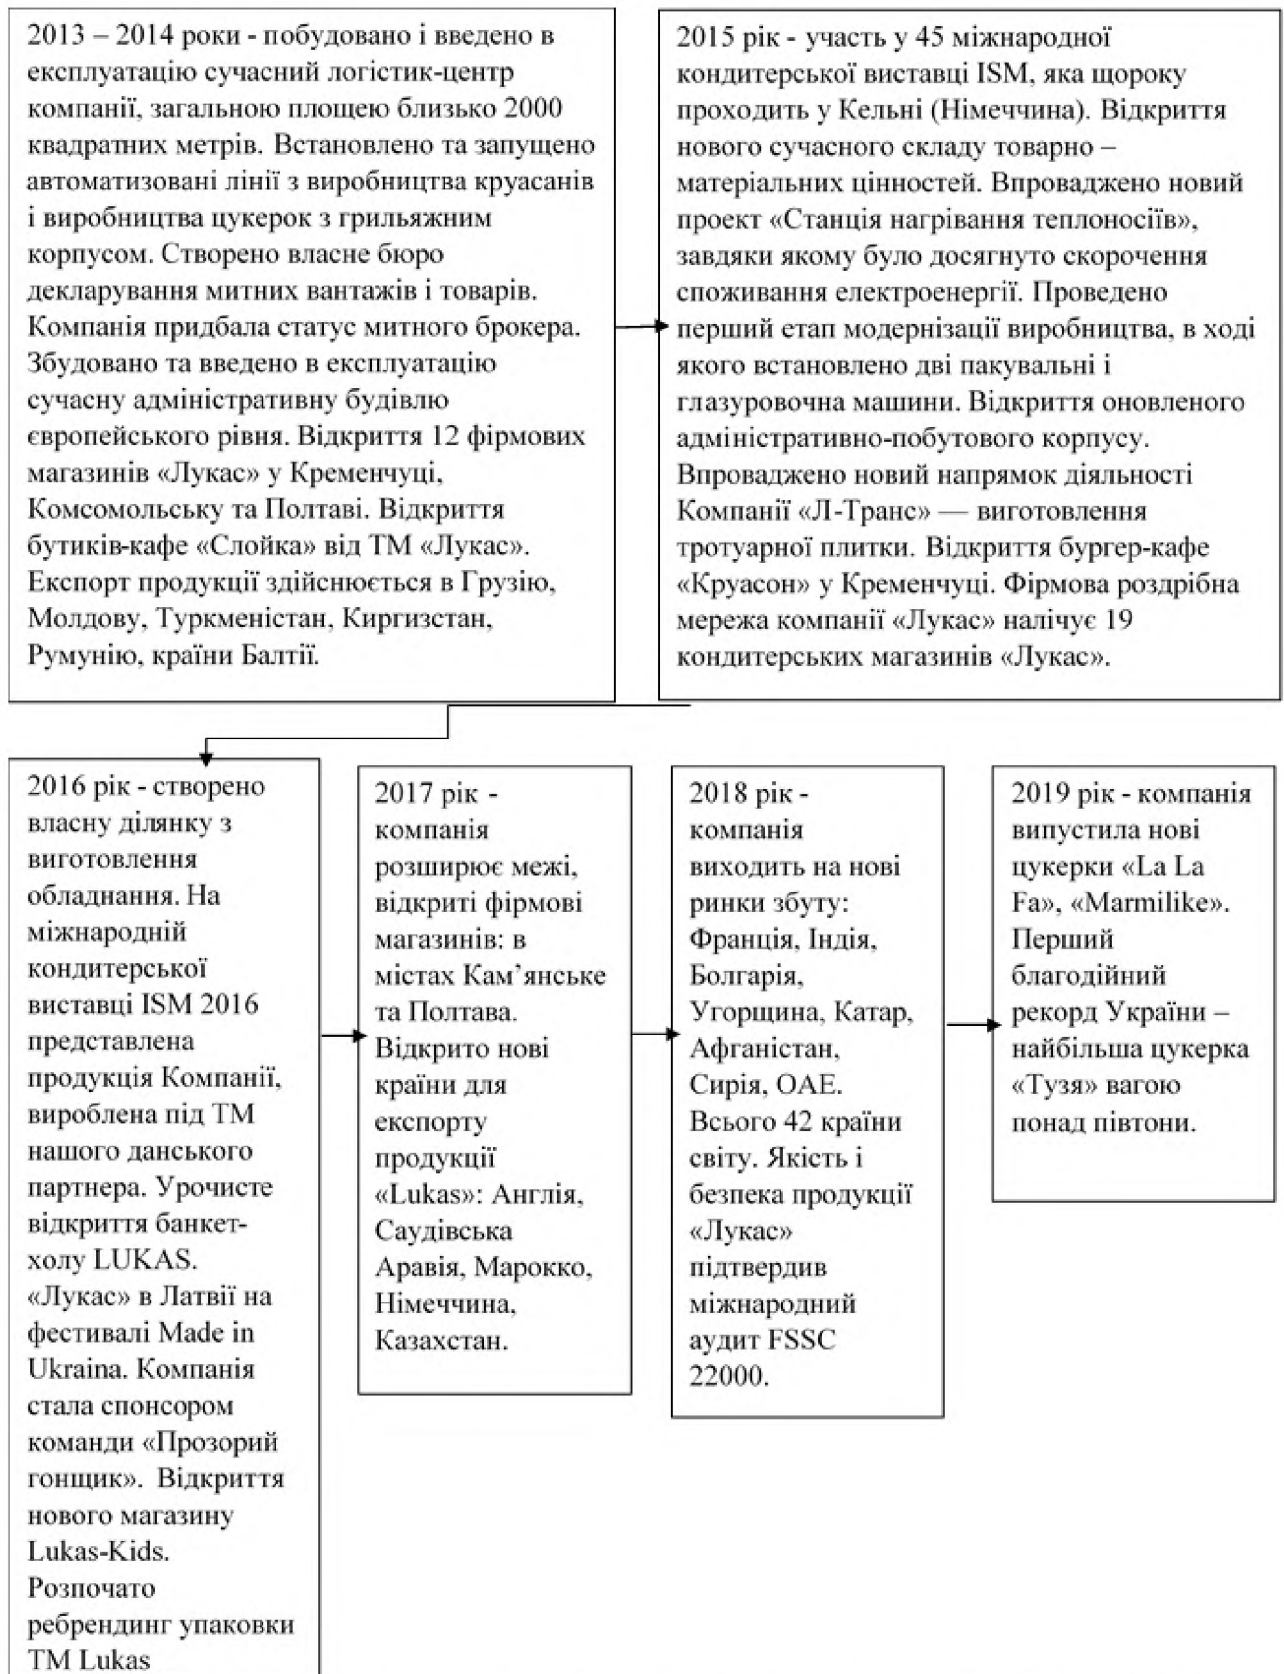 2013 – 2014 роки - побудовано і введено в
експлуатацію сучасний логістик-центр
компанії, загальною площею близько 2000
квадратних метрів. Встановлено та запущено
автоматизовані лінії з виробництва круасанів
і виробництва цукерок з грильяжним
корпусом. Створено власне бюро
декларування митних вантажів і товарів.
Компанія придбала статус митного брокера.
Збудовано та введено в експлуатацію
сучасну адміністративну будівлю
європейського рівня. Відкриття 12 фірмових
магазинів «Лукас» у Кременчуці,
Комсомольську та Полтаві. Відкриття
бутиків-кафе «Слойка» від ТМ «Лукас».
Експорт продукції здійснюється в Грузію,
Молдову, Туркменістан, Киргизстан,
Румунію, країни Балтії.
2015 рік - участь у 45 міжнародної
кондитерської виставці ISM, яка щороку
проходить у Кельні (Німеччина). Відкриття
нового сучасного складу товарно –
матеріальних цінностей. Впроваджено новий
проект «Станція нагрівання теплоносіїв»,
завдяки якому було досягнуто скорочення
споживання електроенергії. Проведено
перший етап модернізації виробництва, в ході
якого встановлено дві пакувальні і
глазуровочна машини. Відкриття оновленого
адміністративно-побутового корпусу.
Впроваджено новий напрямок діяльності
Компанії «Л-Транс» — виготовлення
тротуарної плитки. Відкриття бургер-кафе
«Круасон» у Кременчуці. Фірмова роздрібна
мережа компанії «Лукас» налічує 19
кондитерських магазинів «Лукас».
2016 рік - створено
власну ділянку з
виготовлення
обладнання. На
міжнародній
кондитерської
виставці ISM 2016
представлена
продукція Компанії,
вироблена під ТМ
нашого данського
партнера. Урочисте
відкриття банкет-
холу LUKAS.
«Лукас» в Латвії на
фестивалі Made in
Ukraina. Компанія
стала спонсором
команди «Прозорий
гонщик». Відкриття
нового магазину
Lukas-Kids.
Розпочато
ребрендинг упаковки
ТМ Lukas
2017 рік -
компанія
розширює межі,
відкриті фірмові
магазинів: в
містах Кам’янське
та Полтава.
Відкрито нові
країни для
експорту
продукції
«Lukas»: Англія,
Саудівська
Аравія, Марокко,
Німеччина,
Казахстан.
2018 рік -
компанія
виходить на нові
ринки збуту:
Франція, Індія,
Болгарія,
Угорщина, Катар,
Афганістан,
Сирія, ОАЕ.
Всього 42 країни
світу. Якість і
безпека продукції
«Лукас»
підтвердив
міжнародний
аудит FSSC
22000.
2019 рік - компанія
випустила нові
цукерки «La La
Fa», «Marmilike».
Перший
благодійний
рекорд України –
найбільша цукерка
«Тузя» вагою
понад півтони.